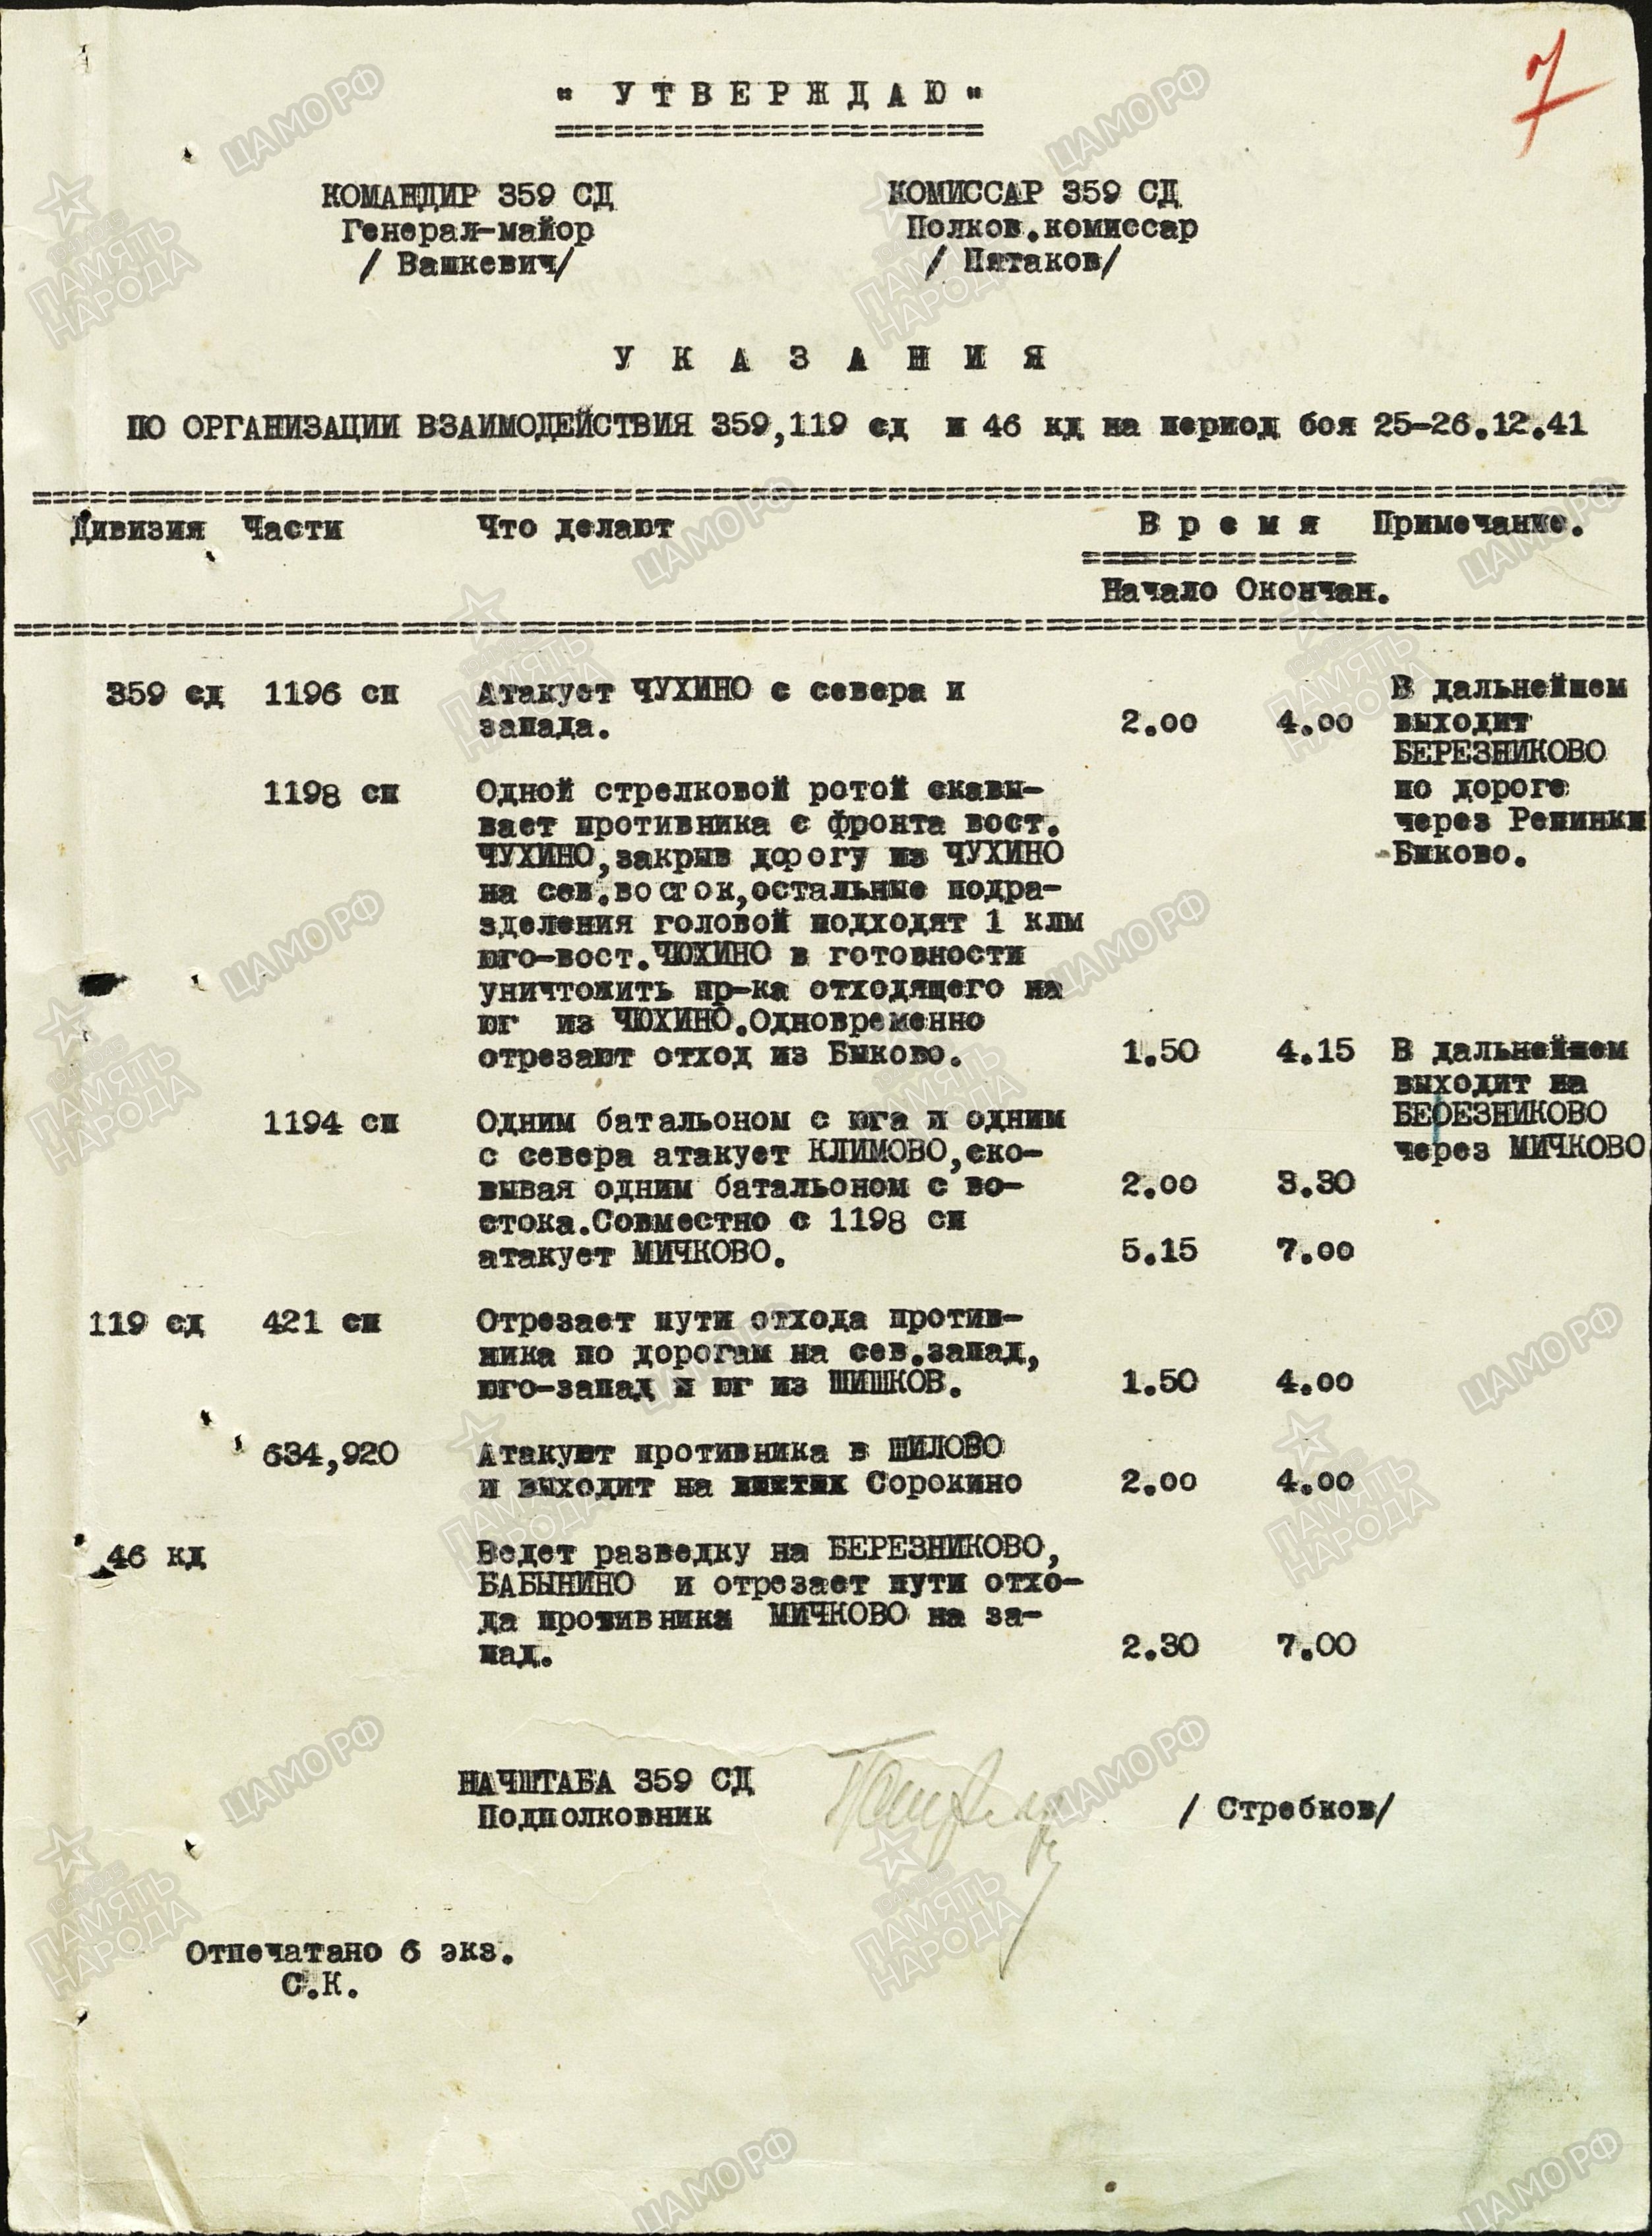 7
" У Т В Е Р Ж Д А Ю "
КОМАНДИР 359 СД КОМИССАР 359 СД
Генерал-майор Полков.комиссар
/ Вашкевич/ / Пятаков/
У К А З А Н И Я
ПО ОРГАНИЗАЦИИ ВЗАИМОДЕЙСТВИЯ 359,119 сд и 46 кд на период боя 25-26.12.41
Дивизия Части Что делают В р е м я Примечание.
Начало Окончан.
359 сд 1196 сп Атакует ЧУХИНО с севера и В дальнейшем
запада. 2.00 4.00 выходит
БЕРЕЗНИКОВО
1198 сп Одной стрелковой ротой скавы- по дороге
вает противника с фронта вост. через Репинки
ЧУХИНО,закрыв дорогу из ЧУХИНО Быково.
на сев.восток,остальные подра-
зделения головой подходят 1 клм
юго-вост.ЧЮХИНО в готовности
уничтожить пр-ка отходящего на
юг из ЧЮХИНО.Одновременно
отрезают отход из Быково. 1.50 4.15 В дальнейшем
выходит на
1194 сп Одним батальоном с юга и одним БЕРЕЗНИКОВО
с севера атакует КЛИМОВО,ско- через МИЧКОВО
вывая одним батальоном с во- 2.00 3.30
стока.Совместно с 1198 сп
атакует МИЧКОВО. 5.15 7.00
119 сд 421 сп Отрезает пути отхода против-
ника по дорогам на сев.запад,
юго-запад и юг из ШИШКОВ. 1.50 4.00
634,920 Атакуют противника в ШИЛОВО
и выходит на Сорокино 2.00 4.00
46 кд Ведет разведку на БЕРЕЗНИКОВО,
БАБЫНИНО и отрезает пути отхо-
да противника МИЧКОВО на за-
пад. 2.30 7.00
НАЧШТАБА 359 СД
Подполковник / Стребков/
Отпечатано 6 экз.
С.К.
ЦАМО РФ
ПАМЯТЬ НАРОДА